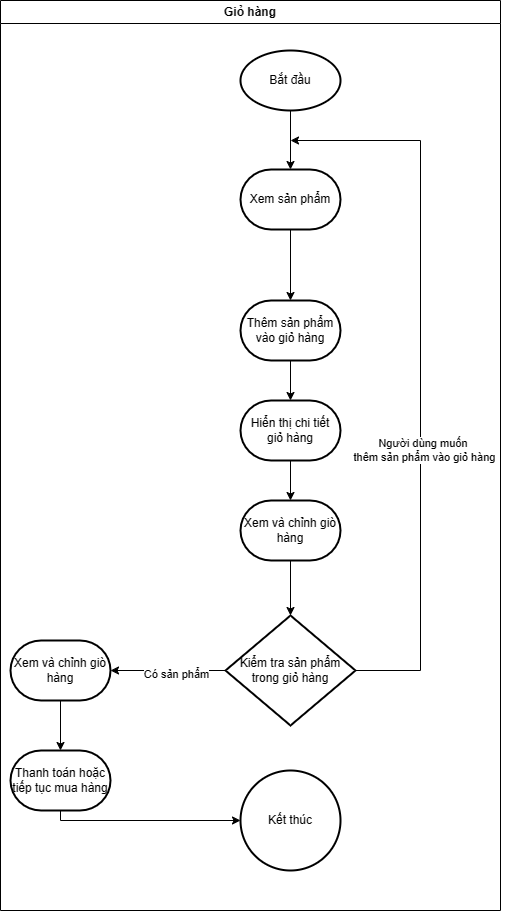 Giỏ hàng
Bắt đầu
Xem sản phẩm
Thêm sản phẩm
vào giỏ hàng
Hiển thị chi tiết
giỏ hàng
Người dùng muốn
thêm sản phẩm vào giỏ hàng
Xem và chỉnh giò
hàng
Kiểm tra sản phẩm
trong giỏ hàng
Có sản phẩm
Xem và chỉnh giò
hàng
Thanh toán hoặc
tiếp tục mua hàng
Kết thúc